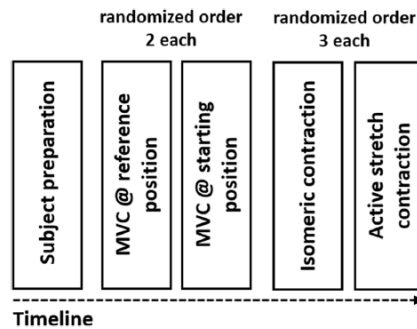 randomized order
2 each
randomized order
3 each
Subject preparation
MVC @ reference
position
MVC @ starting
position
Isomeric contraction
Active stretch
contraction
Timeline